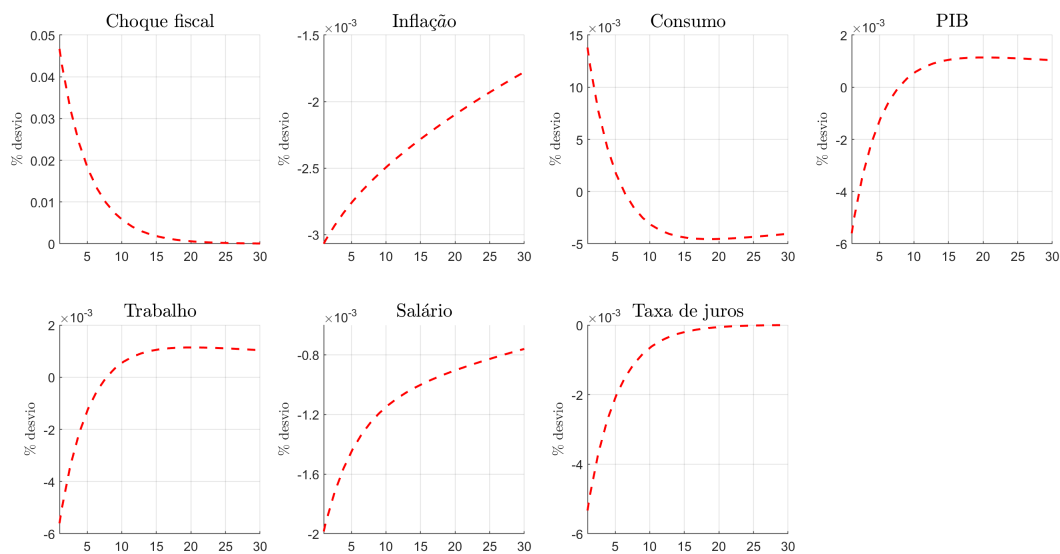 Choque fiscal
% desvio
0.05
0.04
0.03
0.02
0.01
0
5 10 15 20 25 30
Inflação
×10-3
% desvio
-1.5
-2
-2.5
-3
5 10 15 20 25 30
Consumo
×10-3
% desvio
15
10
5
0
-5
5 10 15 20 25 30
PIB
×10-3
% desvio
2
0
-2
-4
-6
5 10 15 20 25 30
Trabalho
×10-3
% desvio
2
0
-2
-4
-6
5 10 15 20 25 30
Salário
×10-3
% desvio
-0.8
-1.2
-1.6
-2
5 10 15 20 25 30
Taxa de juros
×10-3
% desvio
0
-2
-4
-6
5 10 15 20 25 30